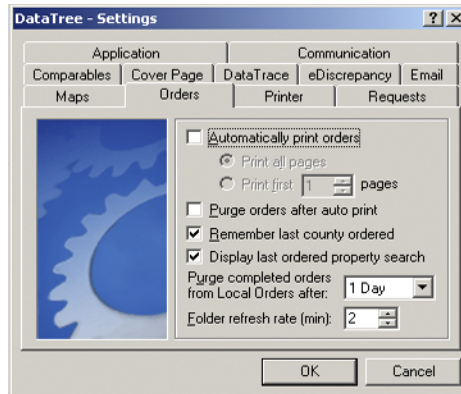 DataTree - Settings
Application Communication
Comparables Cover Page DataTrace eDiscrepancy Email
Maps Orders Printer Requests
Automatically print orders
Print all pages
Print first 1 pages
Purge orders after auto print
Remember last county ordered
Display last ordered property search
Purge completed orders
from Local Orders after: 1 Day
Folder refresh rate (min): 2
OK Cancel